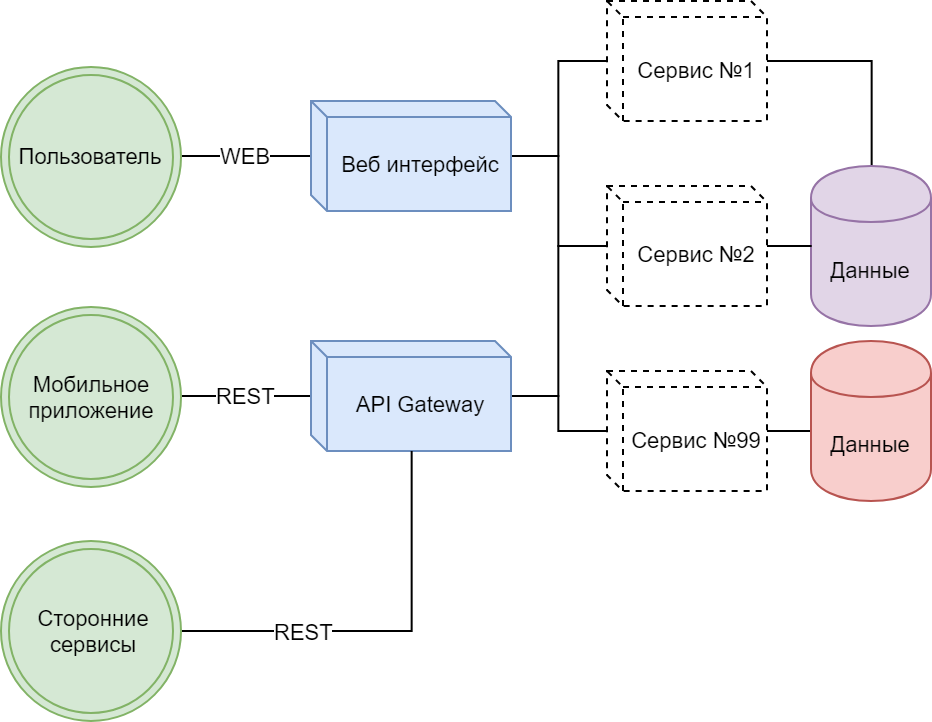 Сервис №1
Пользователь
WEB
Веб интерфейс
Сервис №2
Данные
Мобильное
приложение
REST
API Gateway
Сервис №99
Данные
Сторонние
сервисы
REST